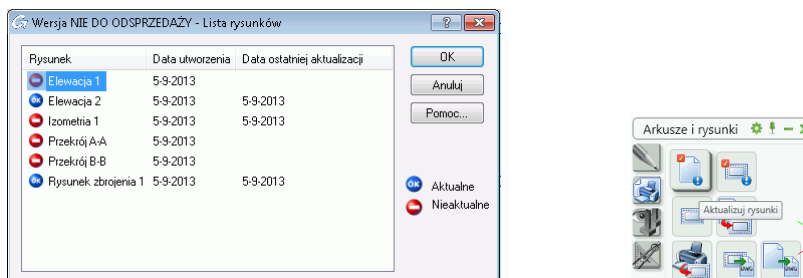 Wersja NIE DO ODSPRZEDAŻY - Lista rysunków
Rysunek Data utworzenia Data ostatniej aktualizacji
Elewacja 1 5-9-2013
Elewacja 2 5-9-2013 5-9-2013
Izometria 1 5-9-2013 5-9-2013
Przekrój A-A 5-9-2013
Przekrój B-B 5-9-2013
Rysunek zbrojenia 1 5-9-2013 5-9-2013
OK
Anuluj
Pomoc...
OK Aktualne
Nieaktualne
Arkusze i rysunki
Aktualizuj rysunki
DWG DWG